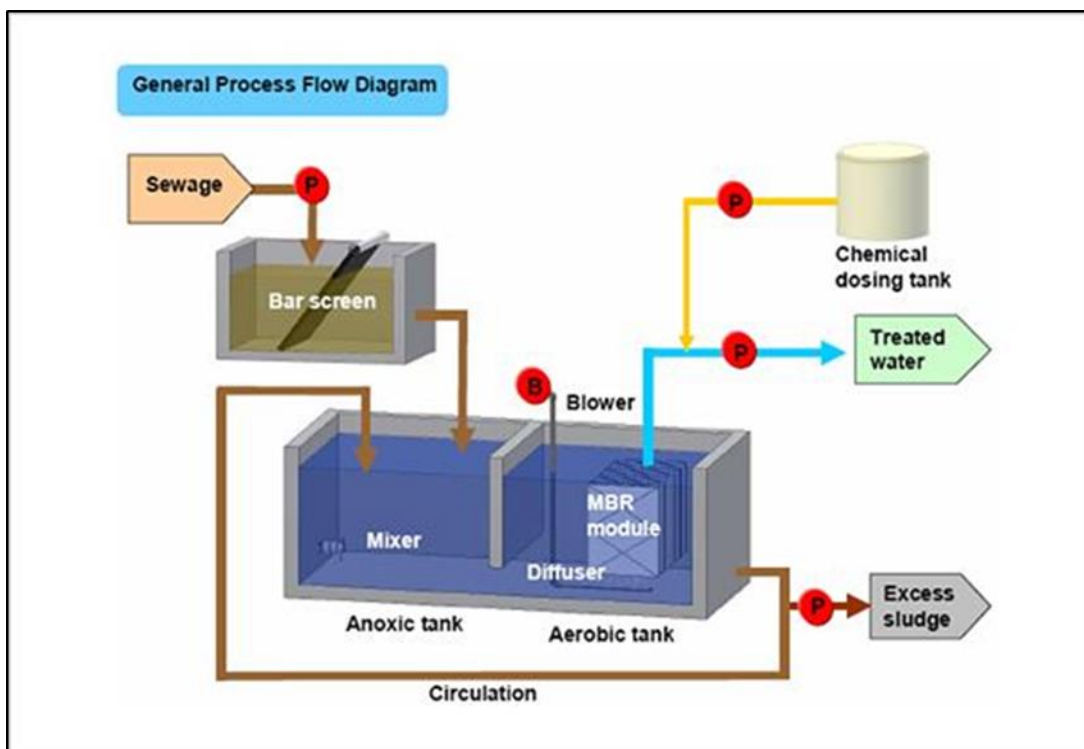 General Process Flow Diagram
Sewage
P
P
Chemical
dosing tank
Bar screen
Treated
water
P
B
Blower
MBR
module
Mixer
Diffuser
Excess
sludge
P
Anoxic tank
Aerobic tank
Circulation